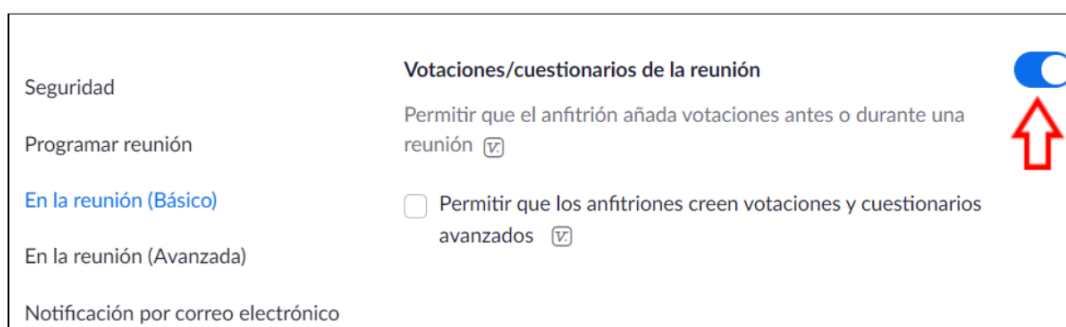 Seguridad
Programar reunión
En la reunión (Básico)
En la reunión (Avanzada)
Notificación por correo electrónico
Votaciones/cuestionarios de la reunión
Permitir que el anfitrión añada votaciones antes o durante una
reunión
Permitir que los anfitriones creen votaciones y cuestionarios
avanzados